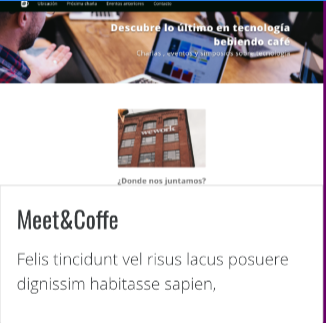 Ubicación Próxima charla Eventos anteriores Contacto
Descubre lo último en tecnología
bebiendo café
Charlas , eventos y simposios sobre tecnología
wework
¿Donde nos juntamos?
Meet&Coffe
Felis tincidunt vel risus lacus posuere
dignissim habitasse sapien,